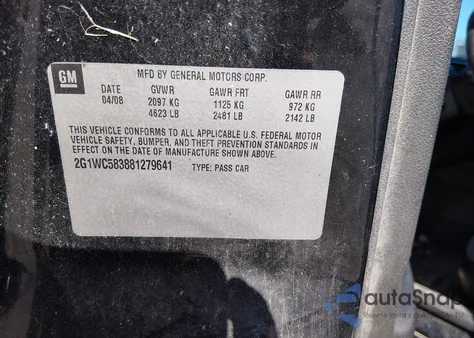 GM
MFD BY GENERAL MOTORS CORP.
DATE GVWR GAWR FRT GAWR RR
04/08 2097 KG 1125 KG 972 KG
4623 LB 2481 LB 2142 LB
THIS VEHICLE CONFORMS TO ALL APPLICABLE U.S. FEDERAL MOTOR
VEHICLE SAFETY, BUMPER, AND THEFT PREVENTION STANDARDS
IN EFFECT ON THE DATE OF MANUFACTURE SHOWN ABOVE.
2G1WC583881279641 TYPE: PASS CAR
autaSnap